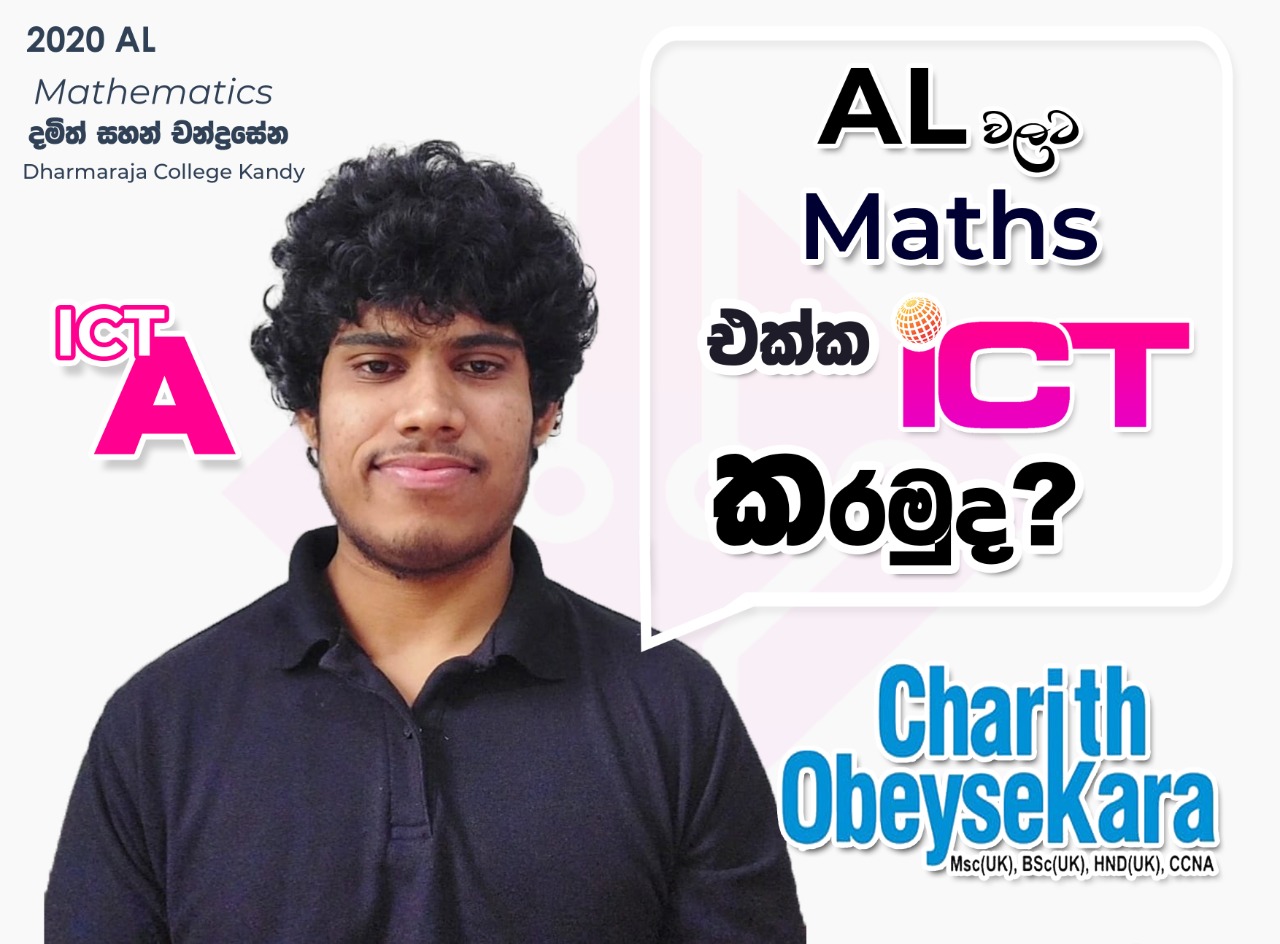 2020 AL
Mathematics
දමිත් සහන් චන්ද්‍රසේන
Dharmaraja College Kandy
ICT
A
AL වලට
Maths
එක්ක iCT
කරමුද?
Charith
Obeysekara
Msc(UK), BSc(UK), HND(UK), CCNA